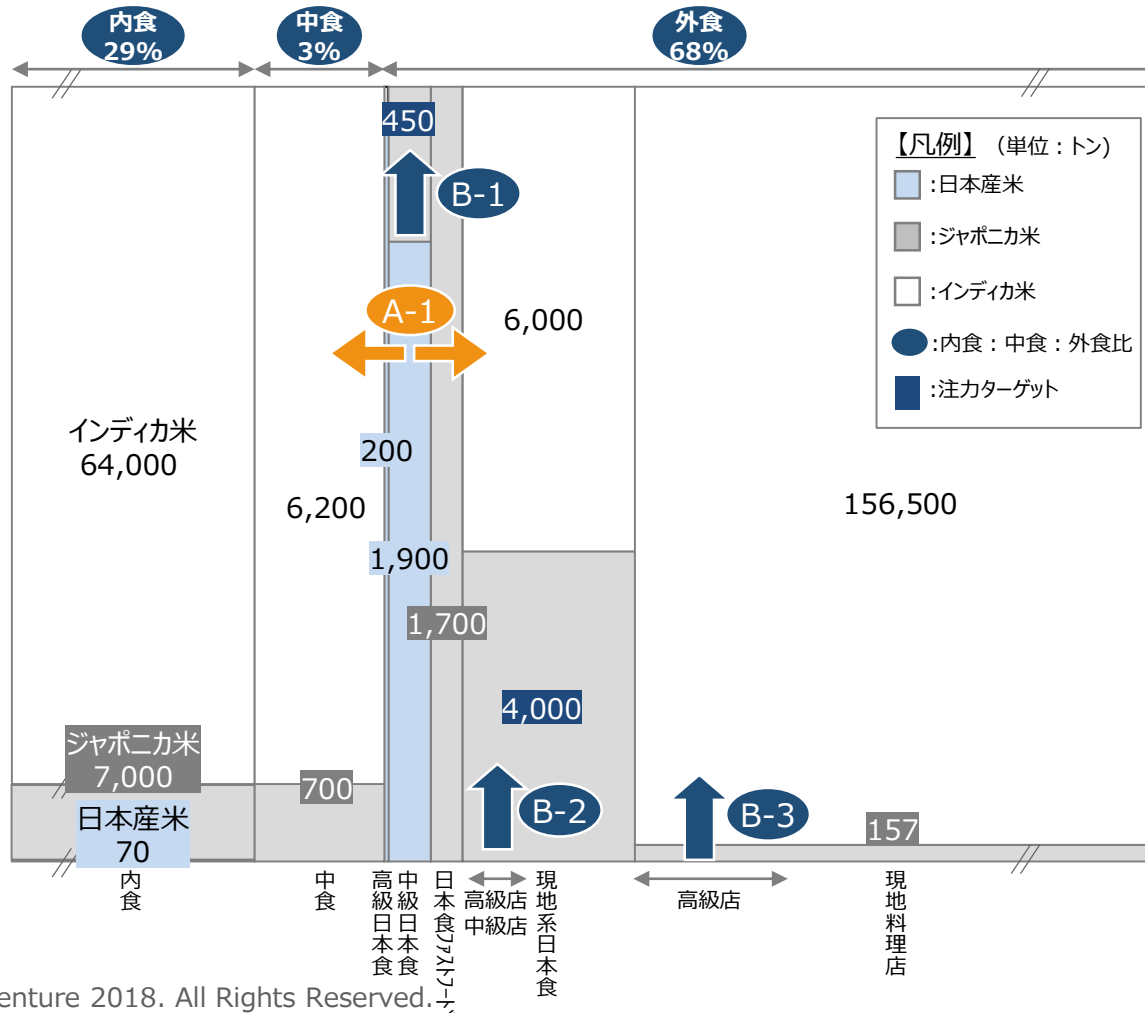 内食
29%
中食
3%
外食
68%
450
B-1
A-1
6,000
【凡例】 (単位：トン)
:日本産米
:ジャポニカ米
:インディカ米
:内食：中食：外食比
:注力ターゲット
インディカ米
64,000
200
6,200
156,500
1,900
1,700
4,000
ジャポニカ米
7,000
700
日本産米
70
B-2
B-3
157
内食
中食
高級日本食
中級日本食
日本食ファストフード
高級店
中級店
現地系日本食
高級店
現地料理店
enture 2018. All Rights Reserved.